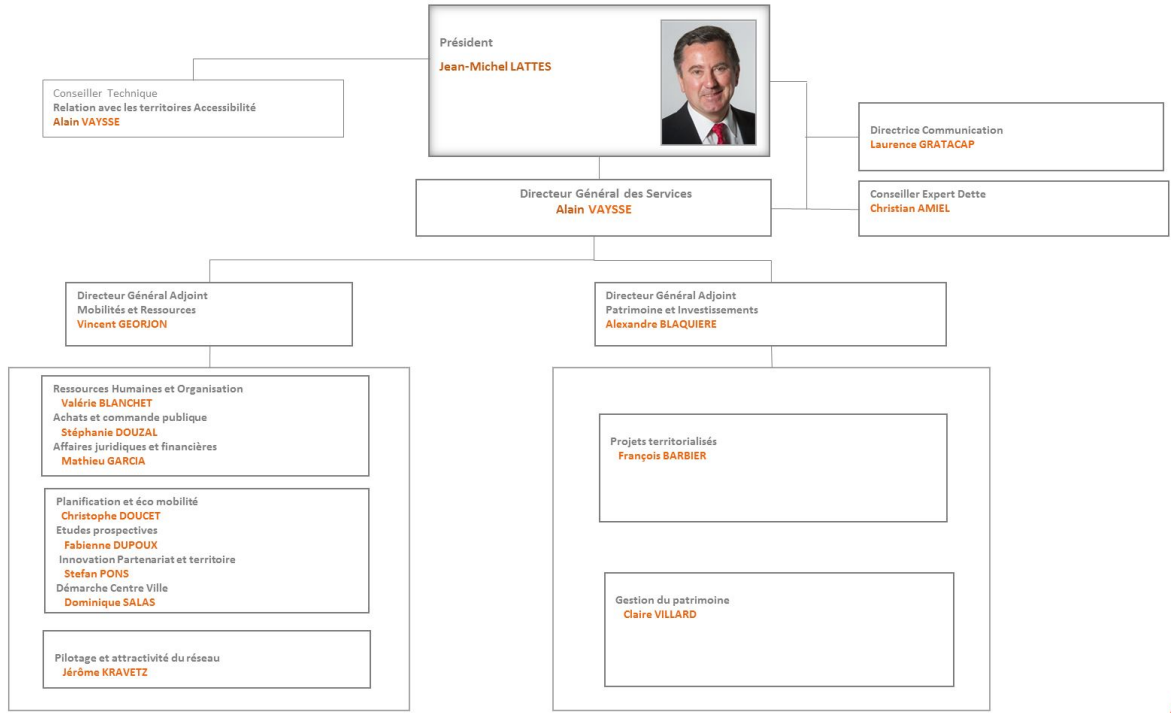 Président
Jean-Michel LATTES
Conseiller Technique
Relation avec les territoires Accessibilité
Alain VAYSSE
Directrice Communication
Laurence GRATACAP
Directeur Général des Services
Alain VAYSSE
Conseiller Expert Dette
Christian AMIEL
Directeur Général Adjoint
Mobilités et Ressources
Vincent GEORJON
Directeur Général Adjoint
Patrimoine et Investissements
Alexandre BLAQUIERE
Ressources Humaines et Organisation
Valérie BLANCHET
Achats et commande publique
Stéphanie DOUZAL
Affaires juridiques et financières
Mathieu GARCIA
Planification et éco mobilité
Christophe DOUCET
Etudes prospectives
Fabienne DUPOUX
Innovation Partenariat et territoire
Stefan PONS
Démarche Centre Ville
Dominique SALAS
Pilotage et attractivité du réseau
Jérôme KRAVETZ
Projets territorialisés
François BARBIER
Gestion du patrimoine
Claire VILLARD